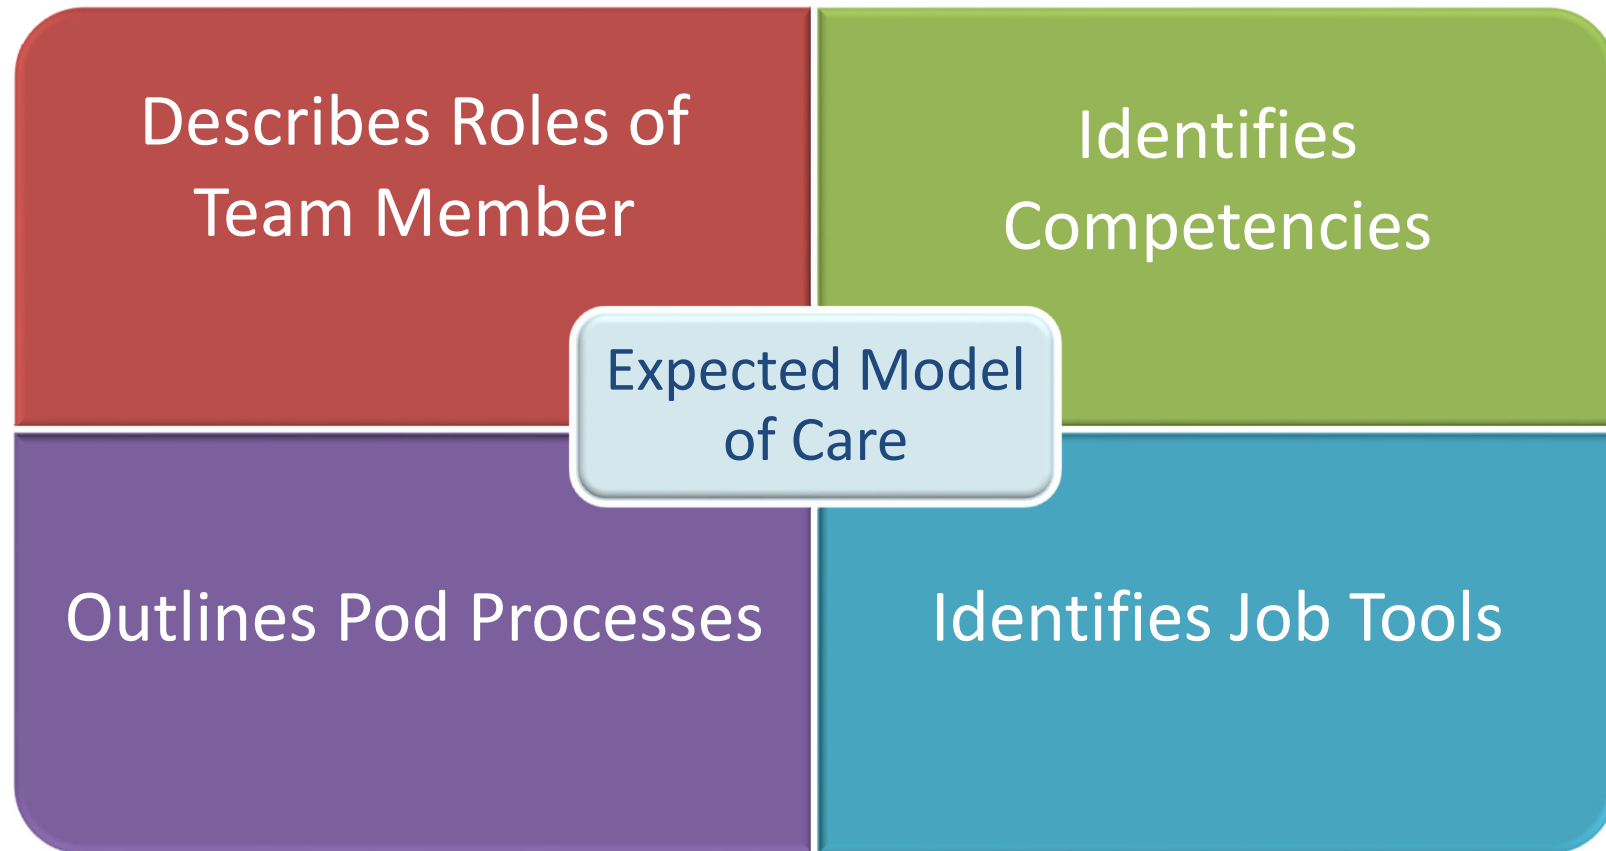 Describes Roles of
Team Member
Identifies
Competencies
Expected Model
of Care
Outlines Pod Processes
Identifies Job Tools